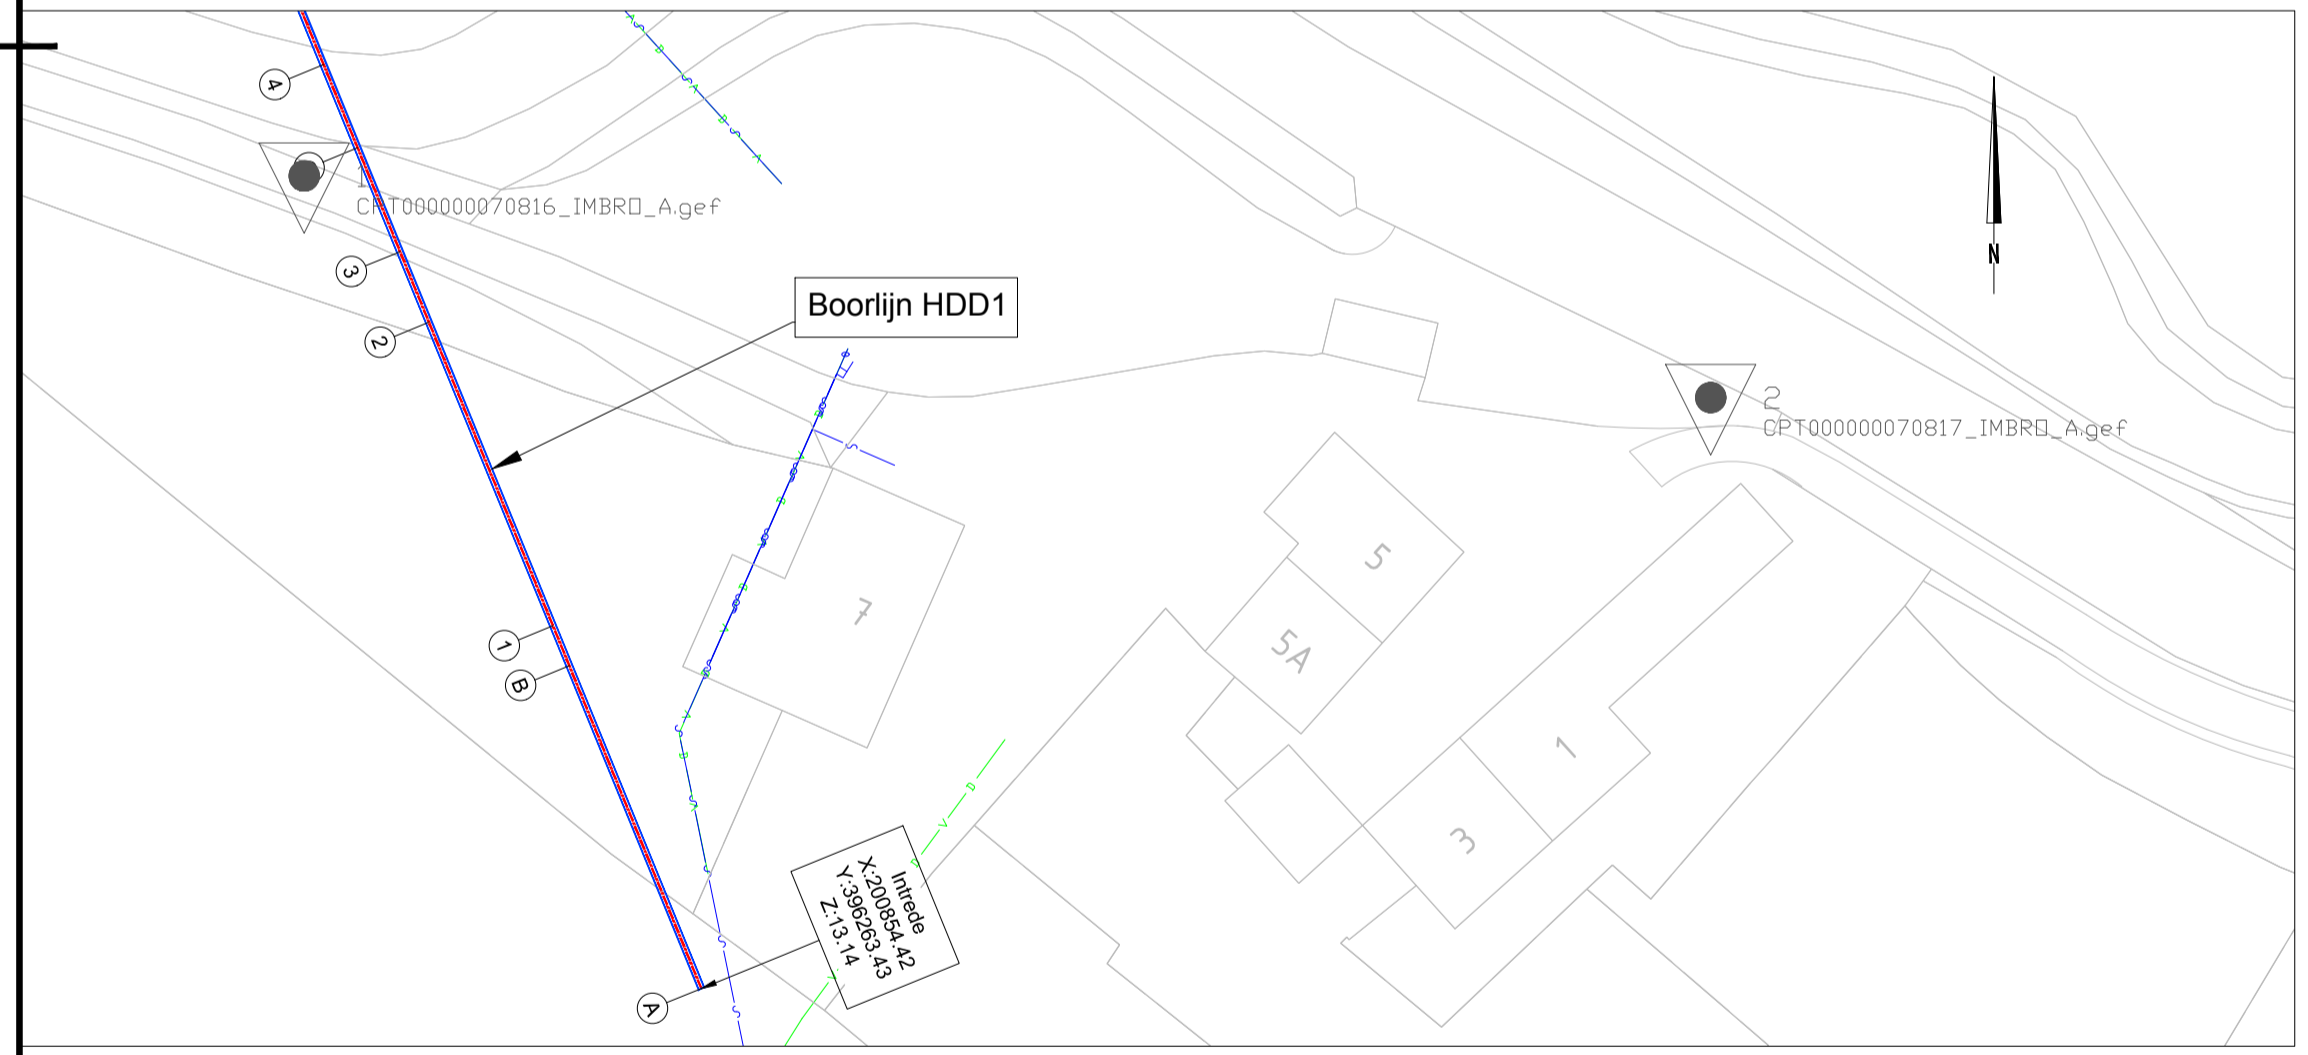 4
1
CPT000000070816_IMBRO_A.gef
3
2
Boorlijn HDD1
N
2
CPT000000070817_IMBRO_A.gef
1
B
7
5
5A
1
3
Intrede
X:200854.42
Y:396263.43
Z:13.14
A